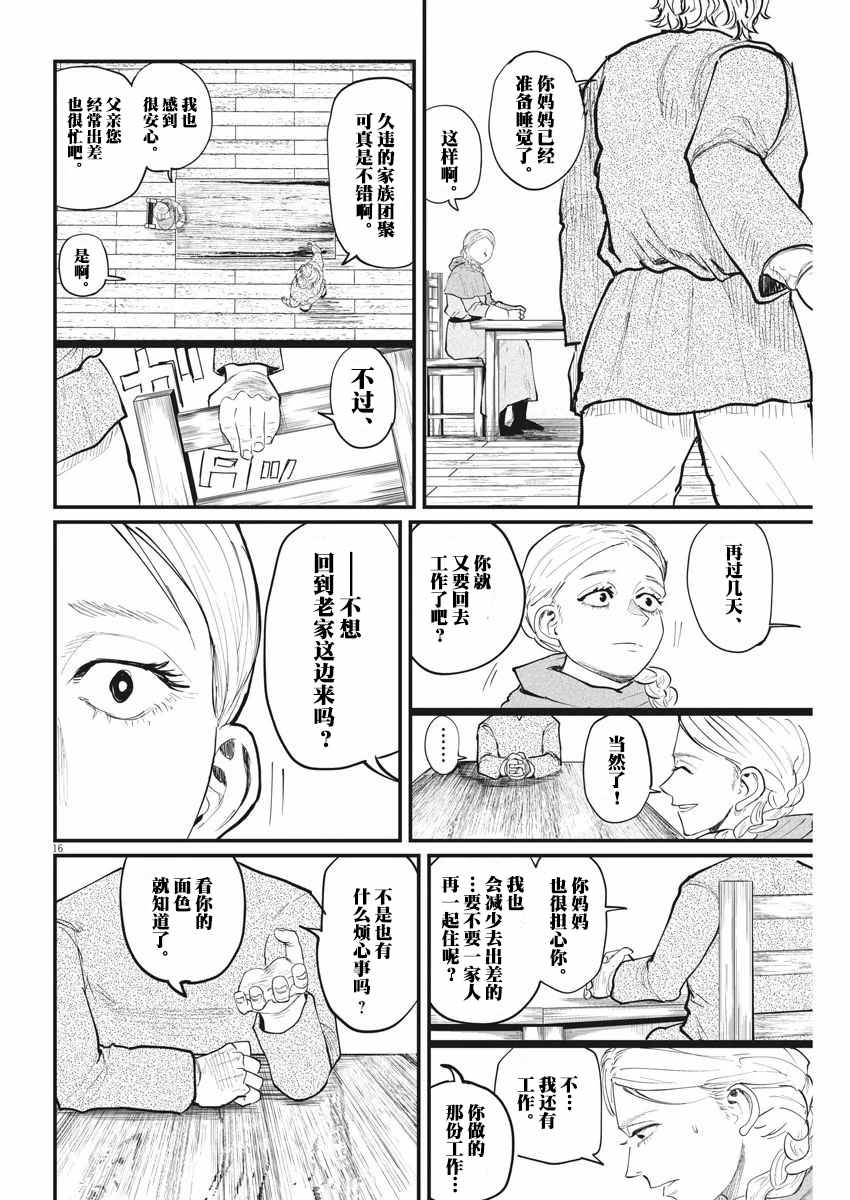 你妈妈已经
准备睡觉了。
这样啊。
久违的家族团聚
可真是不错啊。
我也
感到
很安心。
父亲您
经常出差
也很忙吧。
是啊。
不过、
ガガッ
再过几天、
你就
又要回去
工作了吧？
当然了！
……
——不想
回到老家这边来吗？
16
你妈妈
也很担心你。
我也
会减少去出差的
…要不要一家人
再一起住呢？
不…
我还有
工作。
你做的
那份工作…
不是也有
什么烦心事吗？
看你的
面色
就知道了。